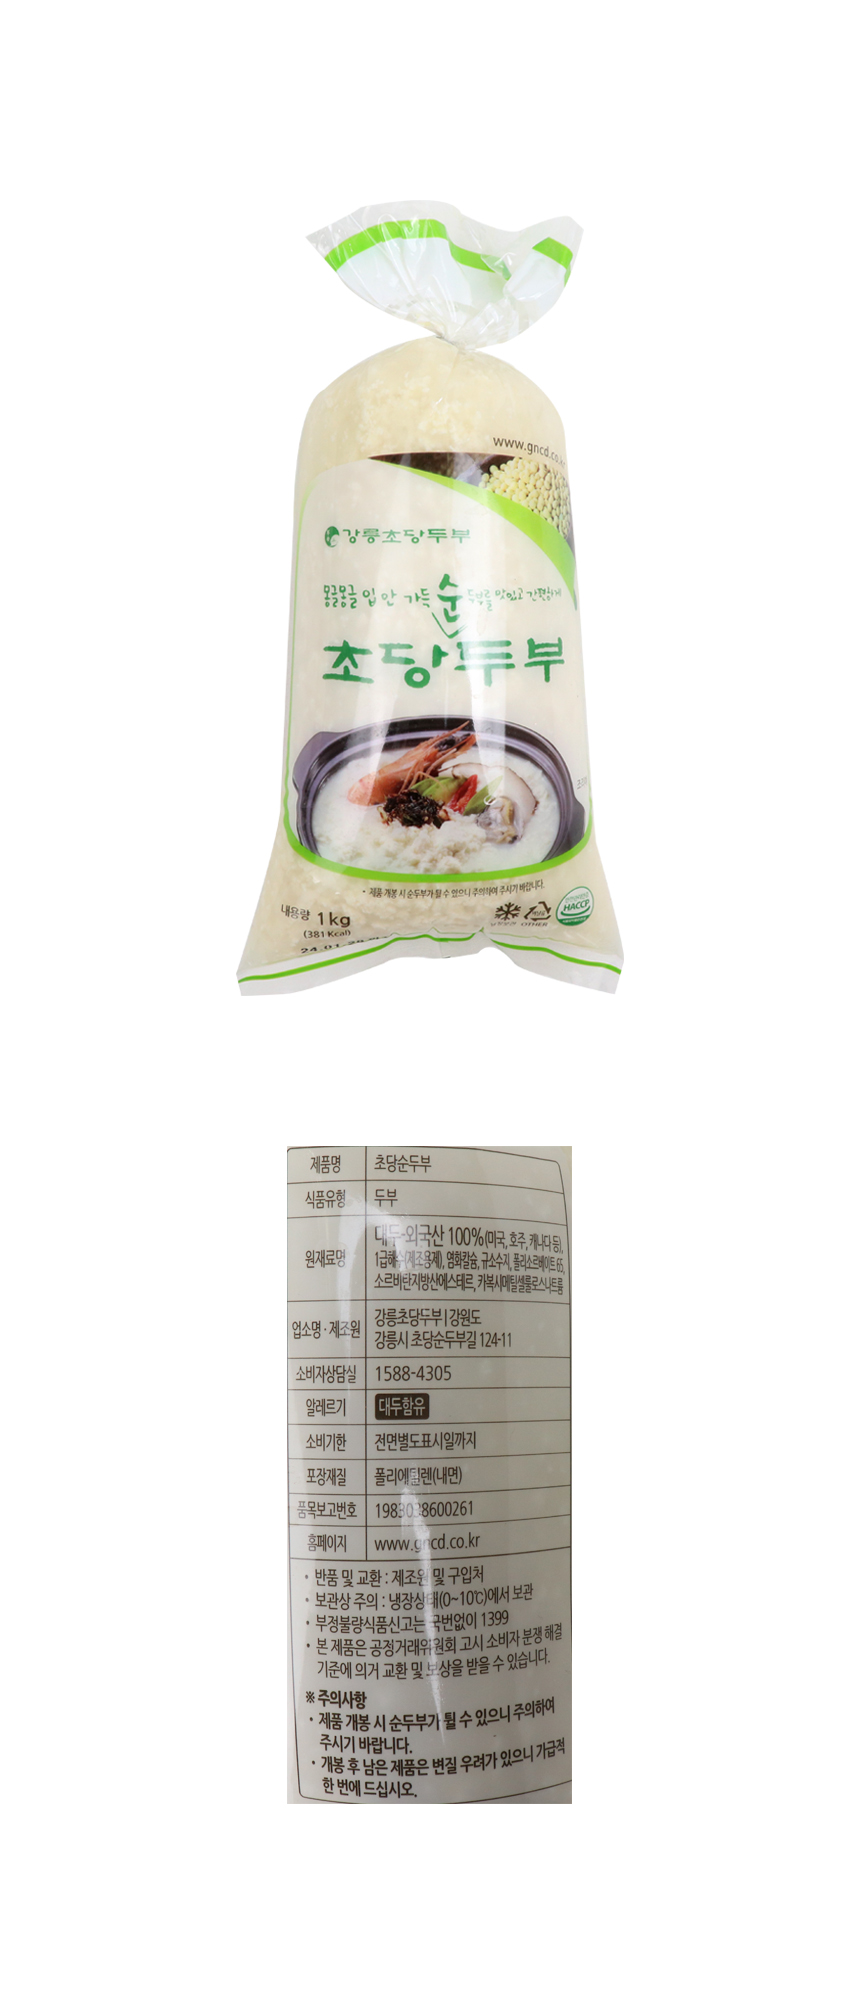 www.gncd.co.kr
강릉초당두부
몽글몽글 입 안 가득 순두부를 맛있고 간편하게
초당두부
• 제품 개봉 시 순두부가 튈 수 있으니 주의하여 주시기 바랍니다.
내용량 1kg
(381 Kcal)
냉장보관 OTHER
HACCP
24.01.20
제품명 초당순두부
식품유형 두부
원재료명 대두-외국산 100%(미국, 호주, 캐나다 등),
1급해수(제조용제), 염화칼슘, 규소수지, 폴리소르베이트 65,
소르비탄지방산에스테르, 카복시메틸셀룰로스나트륨
업소명 · 제조원 강릉초당두부 | 강원도
강릉시 초당순두부길 124-11
소비자상담실 1588-4305
알레르기 대두함유
소비기한 전면별도표시일까지
포장재질 폴리에틸렌(내면)
품목보고번호 1983038600261
홈페이지 www.gncd.co.kr
• 반품 및 교환 : 제조원 및 구입처
• 보관상 주의 : 냉장상태(0~10℃)에서 보관
• 부정불량식품신고는 국번없이 1399
• 본 제품은 공정거래위원회 고시 소비자 분쟁 해결
기준에 의거 교환 및 보상을 받을 수 있습니다.
※ 주의사항
• 제품 개봉 시 순두부가 튈 수 있으니 주의하여
주시기 바랍니다.
• 개봉 후 남은 제품은 변질 우려가 있으니 가급적
한 번에 드십시오.